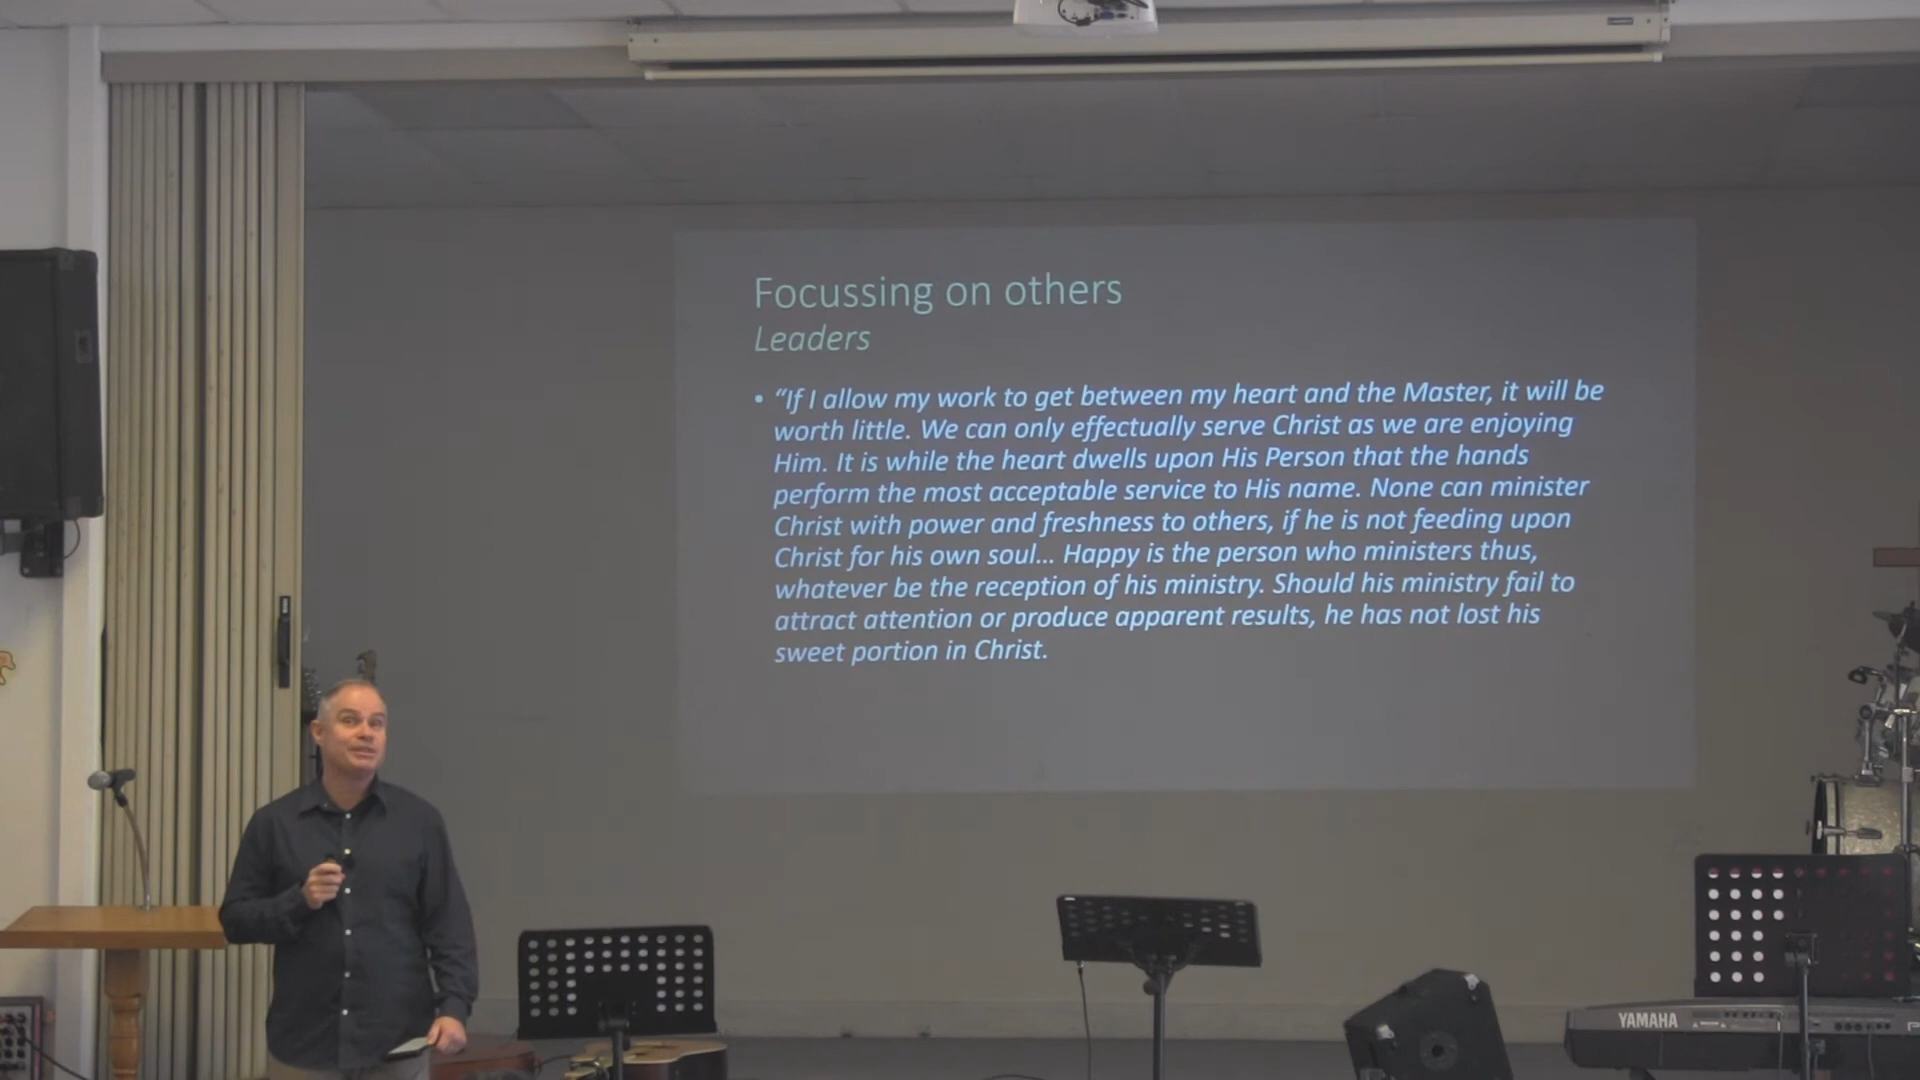 Focussing on others
Leaders
• “If I allow my work to get between my heart and the Master, it will be
worth little. We can only effectually serve Christ as we are enjoying
Him. It is while the heart dwells upon His Person that the hands
perform the most acceptable service to His name. None can minister
Christ with power and freshness to others, if he is not feeding upon
Christ for his own soul... Happy is the person who ministers thus,
whatever be the reception of his ministry. Should his ministry fail to
attract attention or produce apparent results, he has not lost his
sweet portion in Christ.
YAMAHA